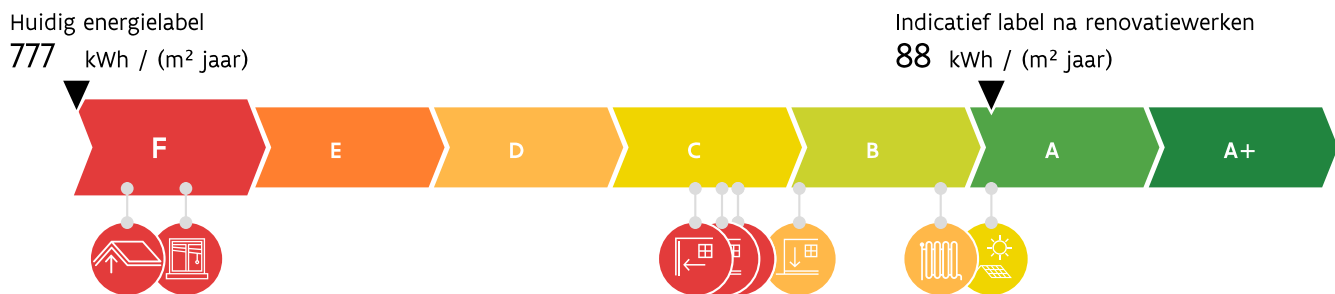 Huidig energielabel
777 kWh / (m² jaar)
Indicatief label na renovatiewerken
88 kWh / (m² jaar)
F E D C B A A+